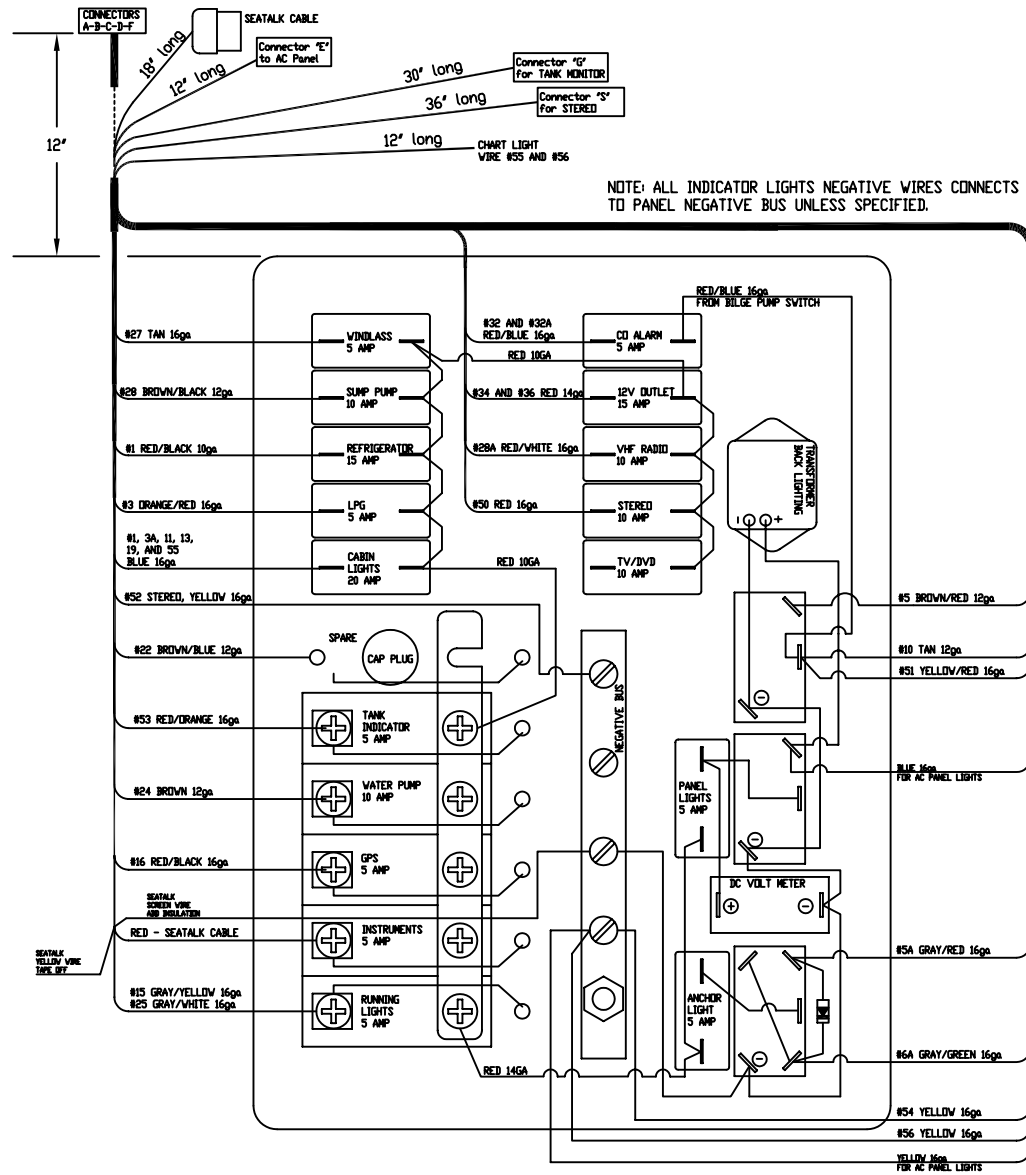 CONNECTORS
A-B-C-D-F
SEATALK CABLE
18" long
Connector "E"
to AC Panel
12" long
30" long
Connector "G"
for TANK MONITOR
36" long
Connector "S"
for STEREO
12" long
CHART LIGHT
WIRE #55 AND #56
12"
NOTE: ALL INDICATOR LIGHTS NEGATIVE WIRES CONNECTS
TO PANEL NEGATIVE BUS UNLESS SPECIFIED.
RED/BLUE 16ga
FROM BILGE PUMP SWITCH
#27 TAN 16ga
WINDLASS
5 AMP
#32 AND #32A
RED/BLUE 16ga
CO ALARM
5 AMP
RED 10GA
#28 BROWN/BLACK 12ga
SUMP PUMP
10 AMP
#34 AND #36 RED 14ga
12V OUTLET
15 AMP
#1 RED/BLACK 10ga
REFRIGERATOR
15 AMP
#28A RED/WHITE 16ga
VHF RADIO
10 AMP
TRANSFORMER
BACK LIGHTING
- +
#3 ORANGE/RED 16ga
LPG
5 AMP
#50 RED 16ga
STEREO
10 AMP
#1, 3A, 11, 13,
19, AND 55
BLUE 16ga
CABIN
LIGHTS
20 AMP
RED 10GA
TV/DVD
10 AMP
#52 STEREO, YELLOW 16ga
#5 BROWN/RED 12ga
SPARE
CAP PLUG
#22 BROWN/BLUE 12ga
#10 TAN 12ga
#51 YELLOW/RED 16ga
-
NEGATIVE BUS
#53 RED/ORANGE 16ga
TANK
INDICATOR
5 AMP
BLUE 16ga
FOR AC PANEL LIGHTS
#24 BROWN 12ga
WATER PUMP
10 AMP
PANEL
LIGHTS
5 AMP
-
#16 RED/BLACK 16ga
GPS
5 AMP
DC VOLT METER
+ -
SEATALK
SCREEN WIRE
ADD INSULATION
RED - SEATALK CABLE
INSTRUMENTS
5 AMP
SEATALK
YELLOW WIRE
TAPE OFF
#5A GRAY/RED 16ga
#15 GRAY/YELLOW 16ga
#25 GRAY/WHITE 16ga
RUNNING
LIGHTS
5 AMP
ANCHOR
LIGHT
5 AMP
-
#6A GRAY/GREEN 16ga
RED 14GA
#54 YELLOW 16ga
#56 YELLOW 16ga
YELLOW 16ga
FOR AC PANEL LIGHTS